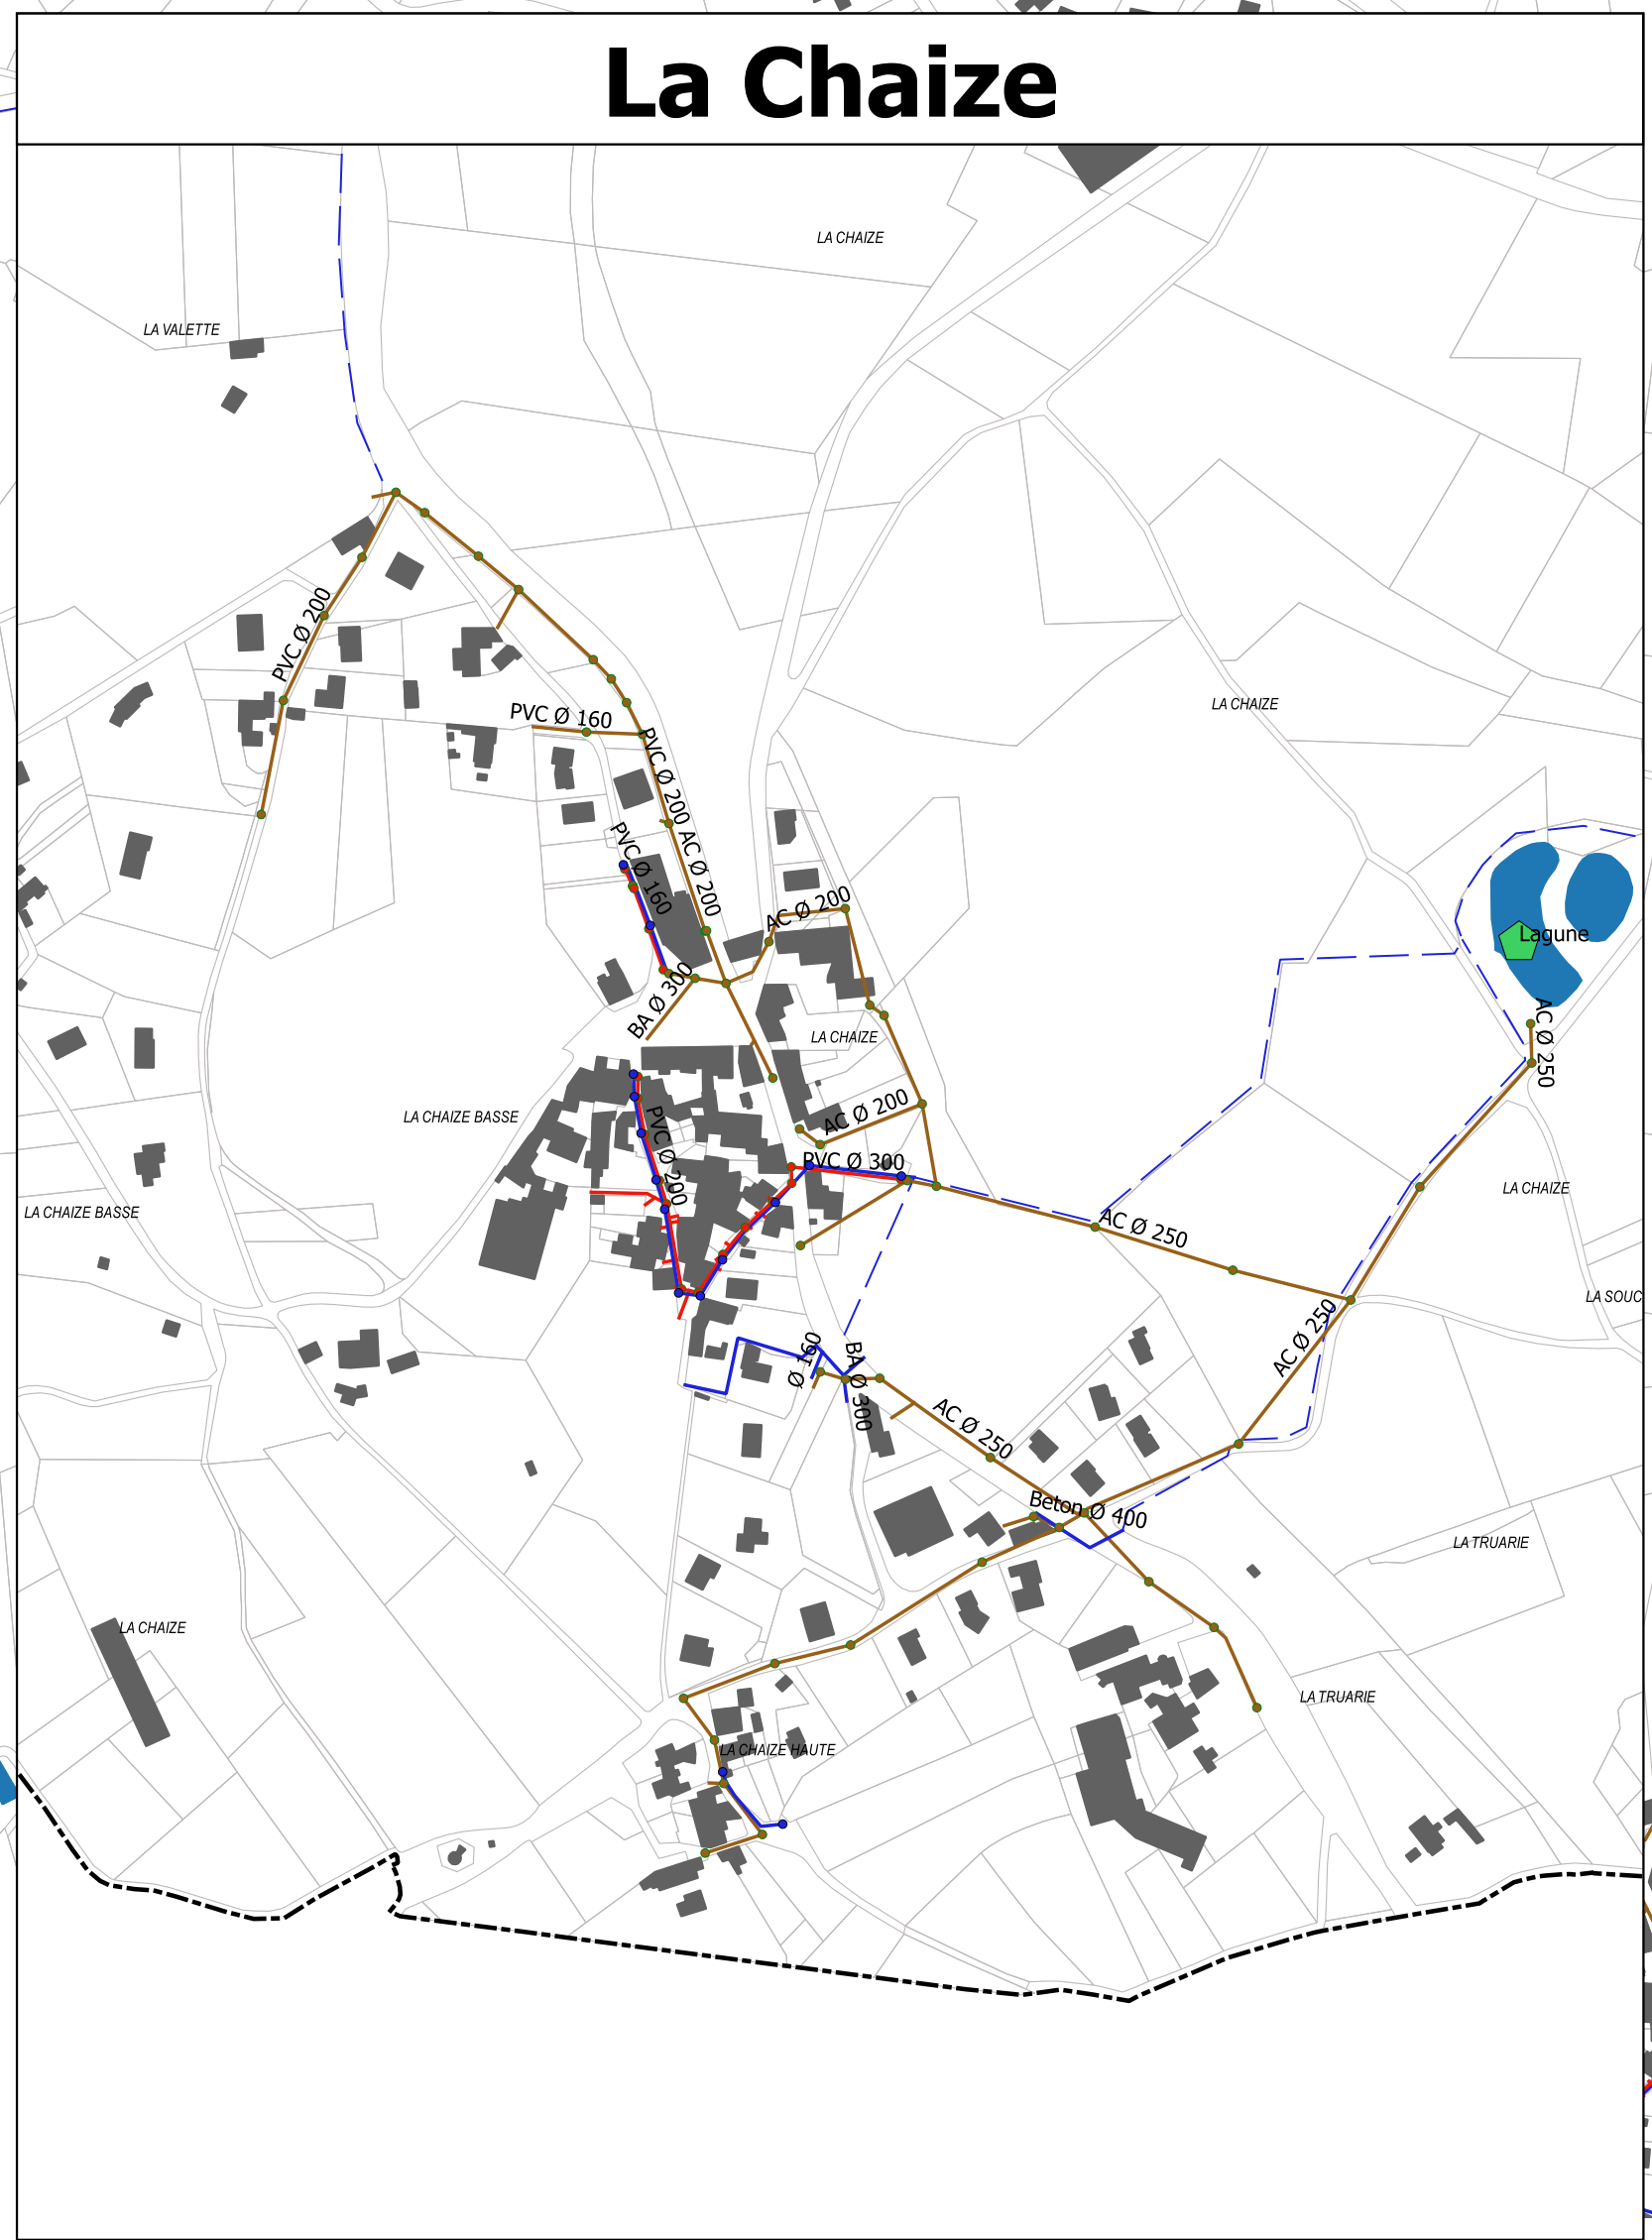 La Chaize
LA CHAIZE
LA VALETTE
PVC Ø 200
LA CHAIZE
PVC Ø 160
PVC Ø 200
AC Ø 200
PVC Ø 160
AC Ø 200
Lagune
BA Ø 300
AC Ø 250
LA CHAIZE
LA CHAIZE BASSE
AC Ø 200
PVC Ø 200
PVC Ø 300
LA CHAIZE
LA CHAIZE BASSE
AC Ø 250
LA SOUC
AC Ø 250
Ø 160
BA Ø 300
AC Ø 250
Beton Ø 400
LA TRUARIE
LA CHAIZE
LA TRUARIE
LA CHAIZE HAUTE